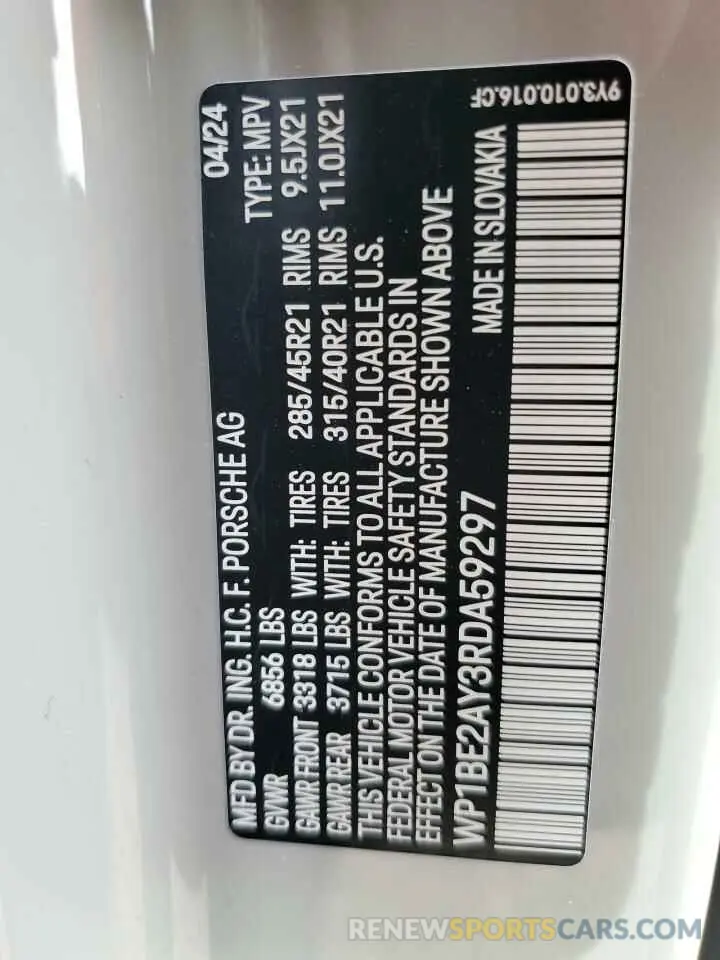 MFD BY DR. ING. H.C. F. PORSCHE AG 04/24
GVWR 6856 LBS TYPE: MPV
GAWR FRONT 3318 LBS WITH: TIRES 285/45R21 RIMS 9.5JX21
GAWR REAR 3715 LBS WITH: TIRES 315/40R21 RIMS 11.0JX21
THIS VEHICLE CONFORMS TO ALL APPLICABLE U.S.
FEDERAL MOTOR VEHICLE SAFETY STANDARDS IN
EFFECT ON THE DATE OF MANUFACTURE SHOWN ABOVE
WP1BE2AY3RDA59297
MADE IN SLOVAKIA
9Y3.010.016.CF
RENEWSPORTSCARS.COM